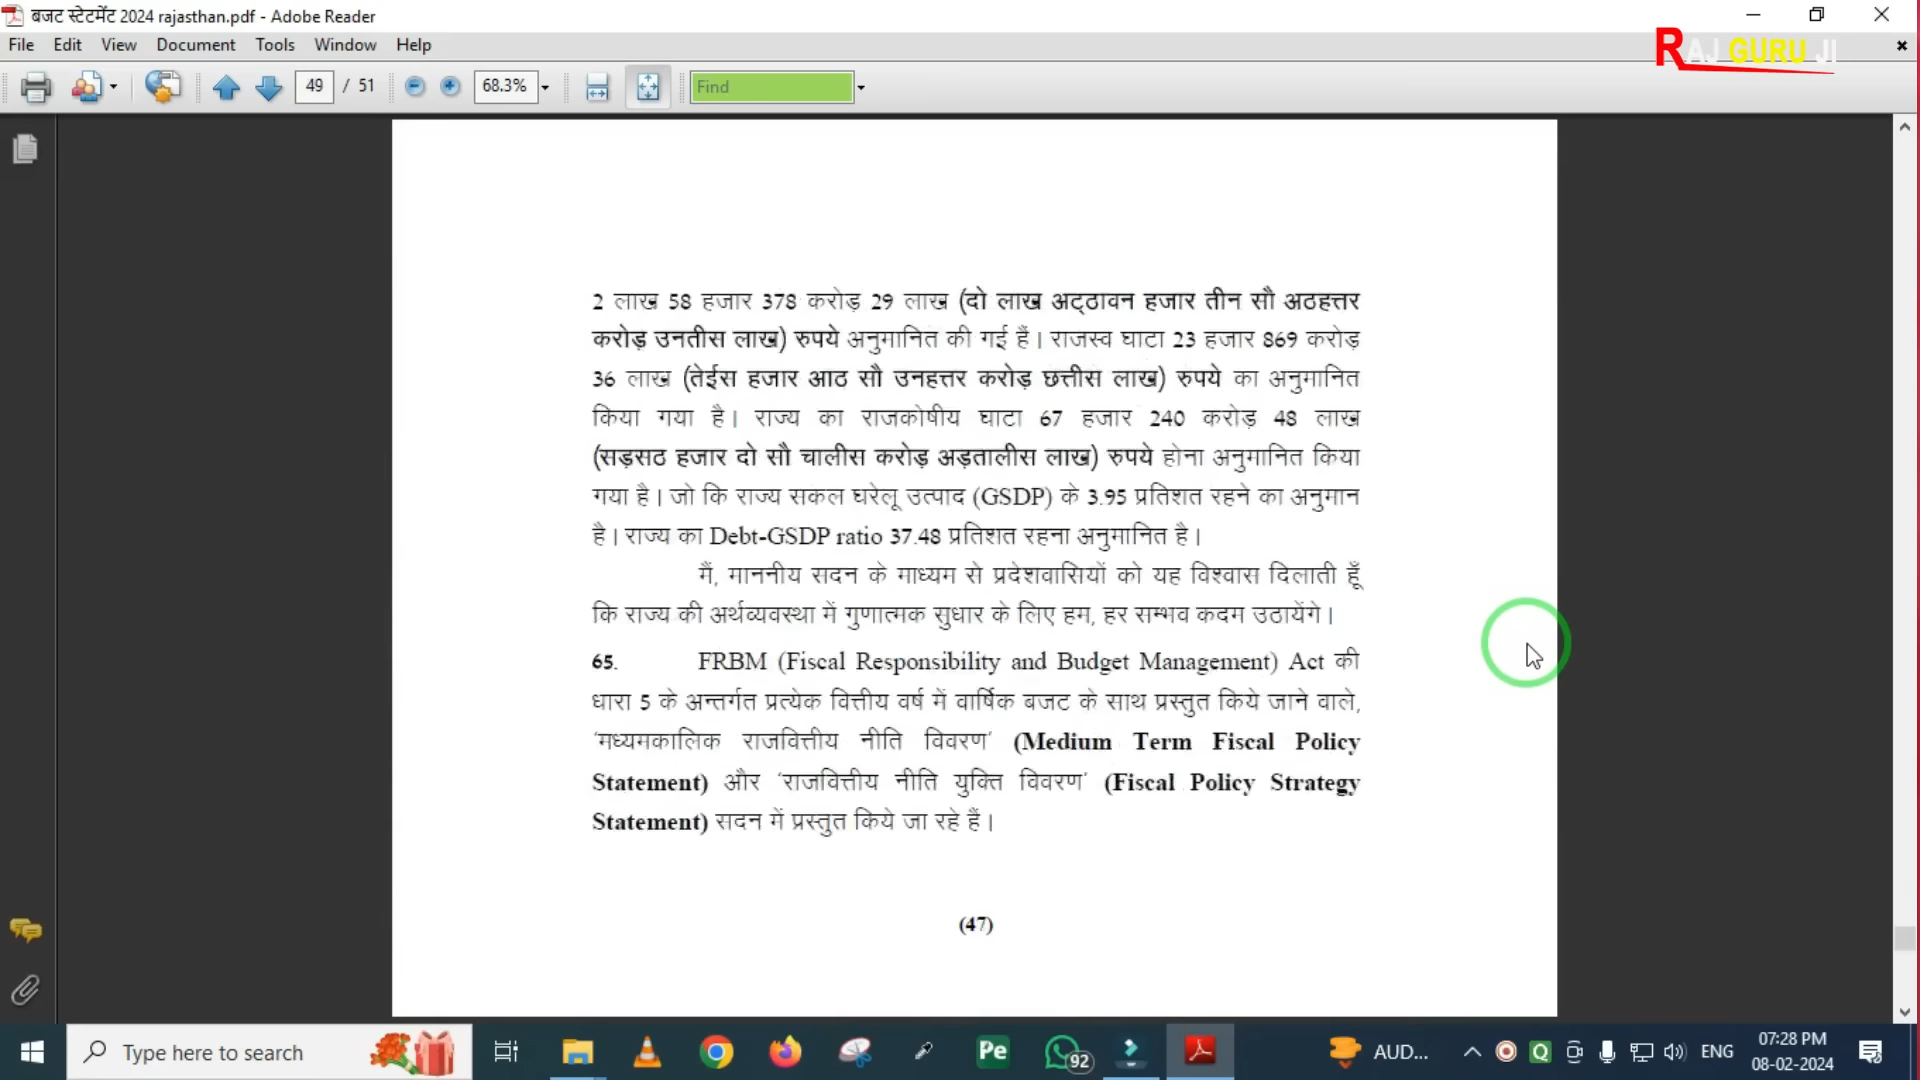 बजट स्टेटमेंट 2024 rajasthan.pdf - Adobe Reader
RAJ GURU JI
File Edit View Document Tools Window Help
49 / 51 68.3% Find
2 लाख 58 हजार 378 करोड़ 29 लाख (दो लाख अट्ठावन हजार तीन सौ अठहत्तर
करोड़ उनतीस लाख) रुपये अनुमानित की गई हैं। राजस्व घाटा 23 हजार 869 करोड़
36 लाख (तेईस हजार आठ सौ उनहत्तर करोड़ छत्तीस लाख) रुपये का अनुमानित
किया गया है। राज्य का राजकोषीय घाटा 67 हजार 240 करोड़ 48 लाख
(सड़सठ हजार दो सौ चालीस करोड़ अड़तालीस लाख) रुपये होना अनुमानित किया
गया है। जो कि राज्य सकल घरेलू उत्पाद (GSDP) के 3.95 प्रतिशत रहने का अनुमान
है। राज्य का Debt-GSDP ratio 37.48 प्रतिशत रहना अनुमानित है।
मैं, माननीय सदन के माध्यम से प्रदेशवासियों को यह विश्वास दिलाती हूँ
कि राज्य की अर्थव्यवस्था में गुणात्मक सुधार के लिए हम, हर सम्भव कदम उठायेंगे।
65. FRBM (Fiscal Responsibility and Budget Management) Act की
धारा 5 के अन्तर्गत प्रत्येक वित्तीय वर्ष में वार्षिक बजट के साथ प्रस्तुत किये जाने वाले,
'मध्यमकालिक राजवित्तीय नीति विवरण' (Medium Term Fiscal Policy
Statement) और 'राजवित्तीय नीति युक्ति विवरण' (Fiscal Policy Strategy
Statement) सदन में प्रस्तुत किये जा रहे हैं।
(47)
Type here to search
Pe
92
AUD...
Q
ENG
07:28 PM
08-02-2024